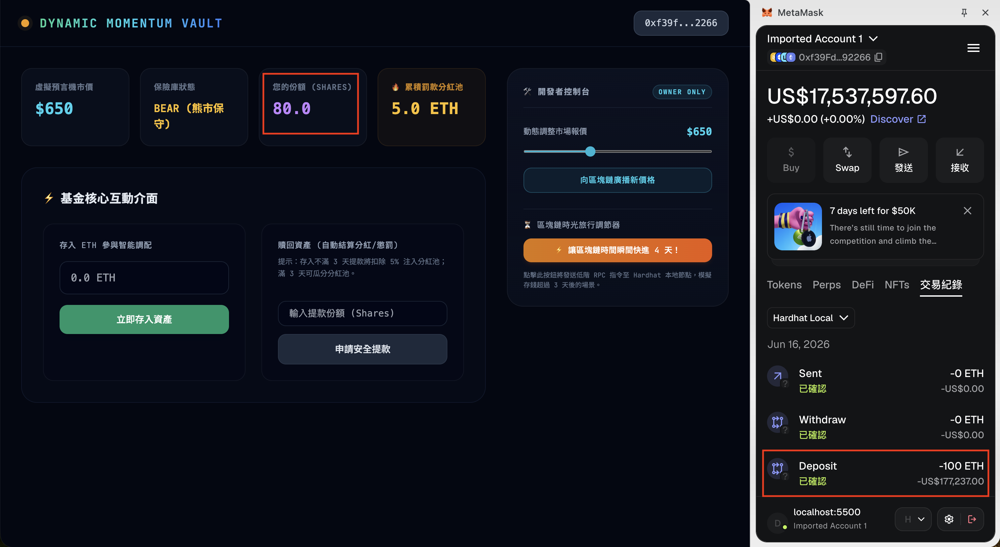 DYNAMIC MOMENTUM VAULT
0xf39f...2266
虛擬預言機市價
$650
保險庫狀態
BEAR (熊市保
守)
您的份額 (SHARES)
80.0
🔥 累積罰款分紅池
5.0 ETH
⚡ 基金核心互動介面
存入 ETH 參與智能調配
0.0 ETH
立即存入資產
贖回資產 (自動結算分紅/懲罰)
提示：存入不滿 3 天提款將扣除 5% 注入分紅池；
滿 3 天可瓜分分紅池。
輸入提款份額 (Shares)
申請安全提款
🛠 開發者控制台
OWNER ONLY
動態調整市場報價
$650
向區塊鏈廣播新價格
⏳ 區塊鏈時光旅行調節器
⚡ 讓區塊鏈時間瞬間快進 4 天！
點擊此按鈕將發送低階 RPC 指令至 Hardhat 本地節點，模擬
存錢超過 3 天後的場景。
MetaMask
Imported Account 1
0xf39Fd...92266
US$17,537,597.60
+US$0.00 (+0.00%) Discover
Buy
Swap
發送
接收
7 days left for $50K
There's still time to join the
competition and climb the...
Tokens
Perps
DeFi
NFTs
交易紀錄
Hardhat Local
Jun 16, 2026
Sent
-0 ETH
已確認
-US$0.00
Withdraw
-0 ETH
已確認
-US$0.00
Deposit
-100 ETH
已確認
-US$177,237.00
D
localhost:5500
Imported Account 1
H